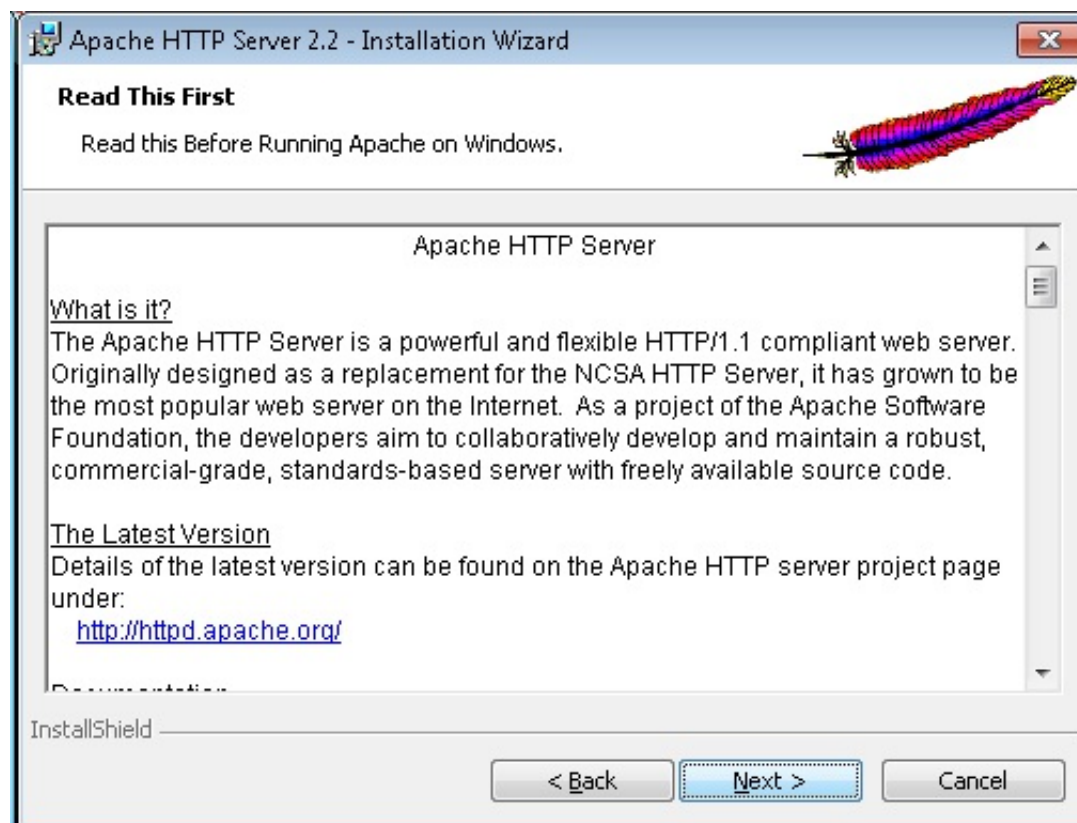 Apache HTTP Server 2.2 - Installation Wizard
Read This First
Read this Before Running Apache on Windows.
Apache HTTP Server
What is it?
The Apache HTTP Server is a powerful and flexible HTTP/1.1 compliant web server.
Originally designed as a replacement for the NCSA HTTP Server, it has grown to be
the most popular web server on the Internet.  As a project of the Apache Software
Foundation, the developers aim to collaboratively develop and maintain a robust,
commercial-grade, standards-based server with freely available source code.
The Latest Version
Details of the latest version can be found on the Apache HTTP server project page
under:
http://httpd.apache.org/
Documentation
InstallShield
< Back
Next >
Cancel